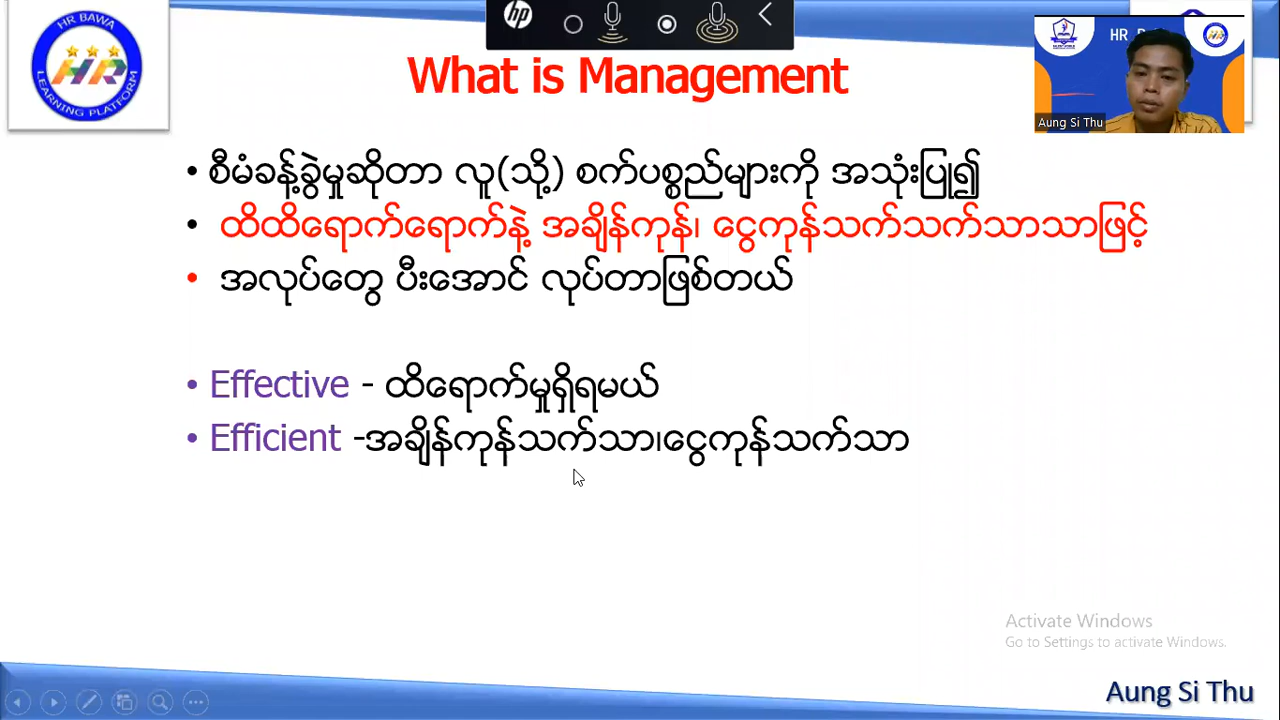 HR BAWA
HR
LEARNING PLATFORM
hp
What is Management
HR
Aung Si Thu
• စီမံခန့်ခွဲမှုဆိုတာ လူ(သို့) စက်ပစ္စည်များကို အသုံးပြု၍
• ထိထိရောက်ရောက်နဲ့ အချိန်ကုန်၊ ငွေကုန်သက်သက်သာသာဖြင့်
• အလုပ်တွေ ပီးအောင် လုပ်တာဖြစ်တယ်
• Effective - ထိရောက်မှုရှိရမယ်
• Efficient -အချိန်ကုန်သက်သာ၊ငွေကုန်သက်သာ
Activate Windows
Go to Settings to activate Windows.
Aung Si Thu